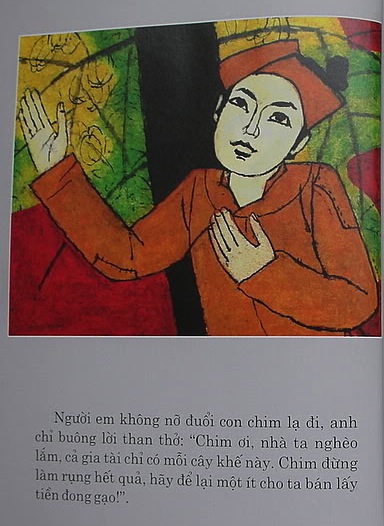 Người em không nỡ đuổi con chim lạ đi, anh
chỉ buông lời than thở: “Chim ơi, nhà ta nghèo
lắm, cả gia tài chỉ có mỗi cây khế này. Chim đừng
làm rụng hết quả, hãy để lại một ít cho ta bán lấy
tiền đong gạo!”.